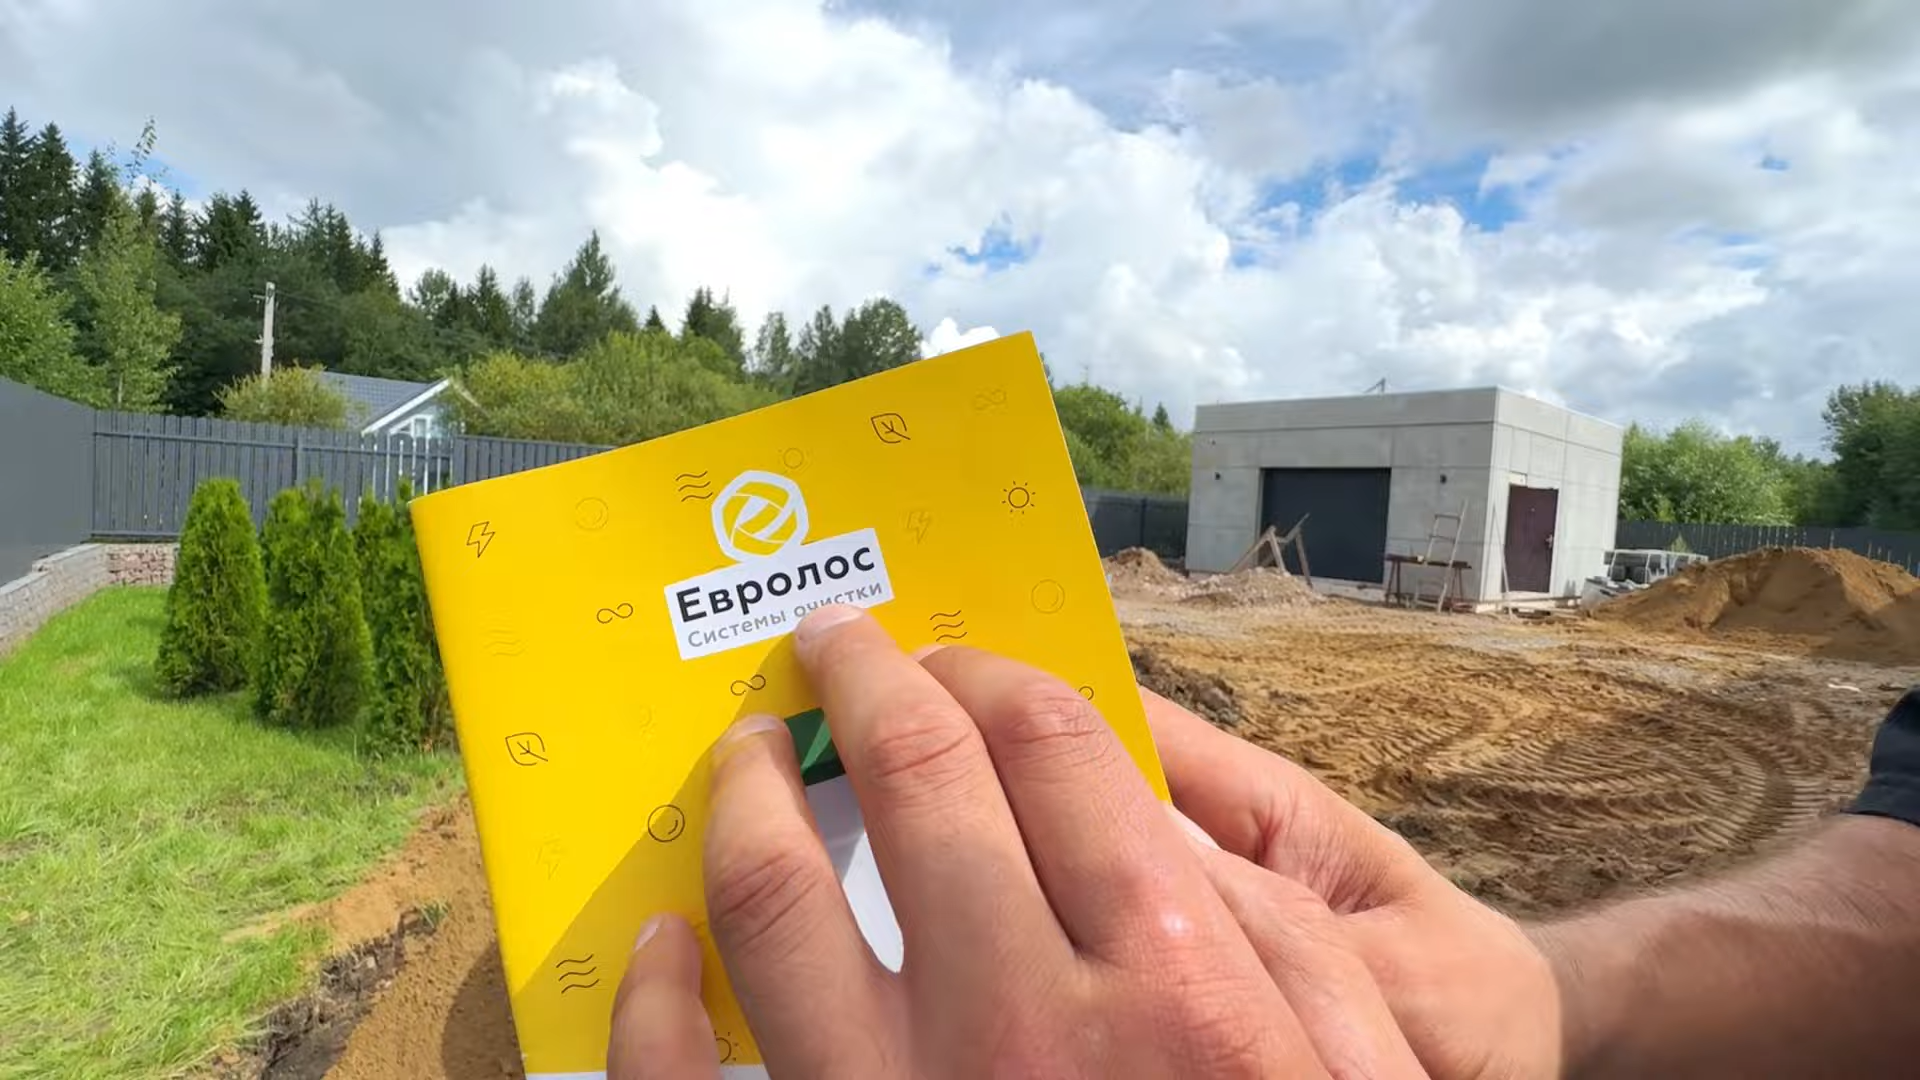 Евролос
Системы очистки